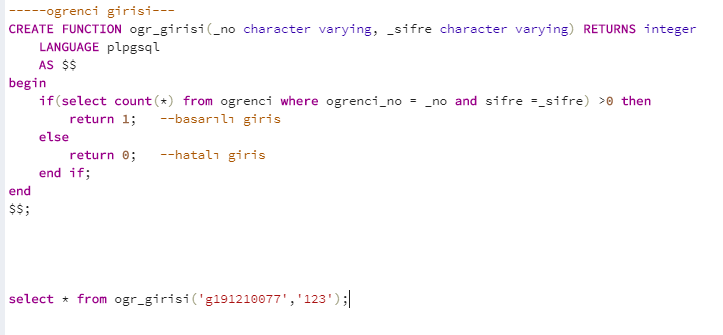 -----ogrenci girisi---
CREATE FUNCTION ogr_girisi(_no character varying, _sifre character varying) RETURNS integer
    LANGUAGE plpgsql
    AS $$
begin
    if(select count(*) from ogrenci where ogrenci_no = _no and sifre =_sifre) >0 then
        return 1;   --basarılı giris
    else
        return 0;   --hatalı giris
    end if;
end
$$;
select * from ogr_girisi('g191210077','123');